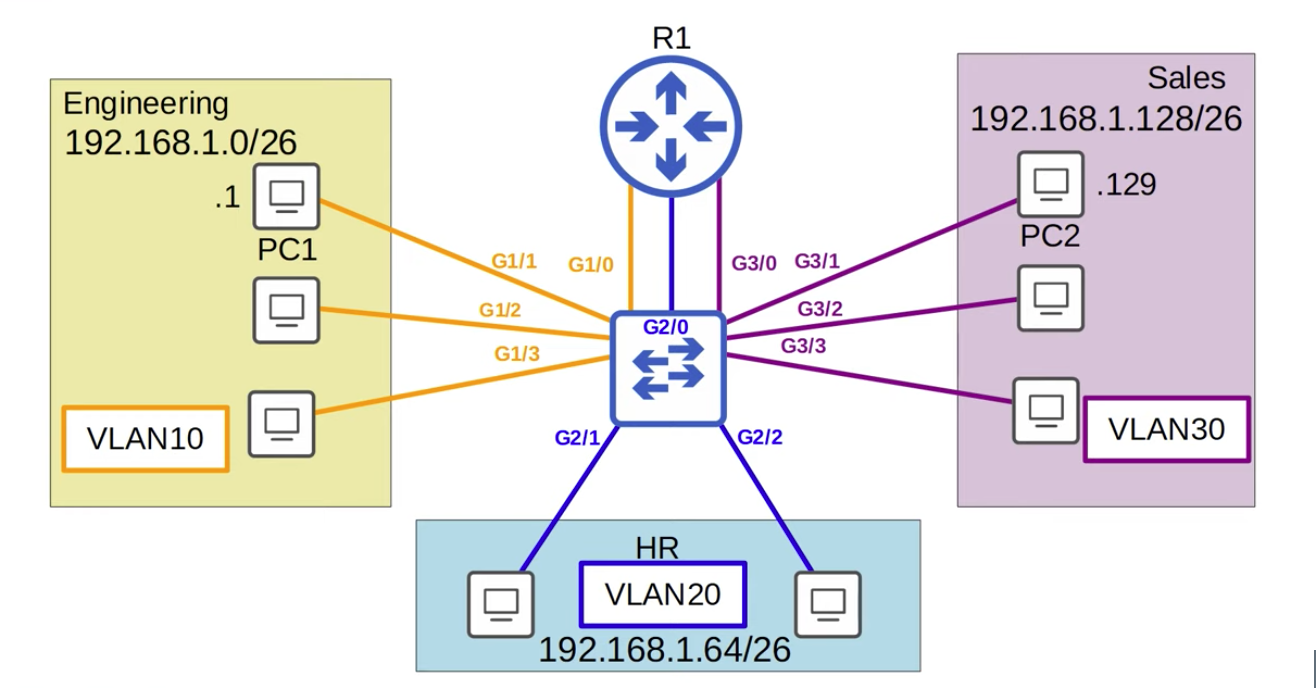 R1
Engineering
192.168.1.0/26
.1
PC1
VLAN10
Sales
192.168.1.128/26
.129
PC2
VLAN30
G1/1
G1/0
G3/0
G3/1
G1/2
G3/2
G2/0
G1/3
G3/3
G2/1
G2/2
HR
VLAN20
192.168.1.64/26